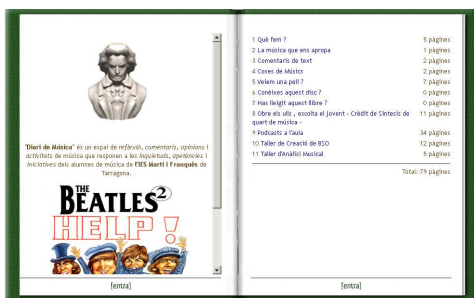 "Diari de Música" és un espai de reflexió, comentaris, opinions i
activitats de música que responen a les inquietuds, apetències i
iniciatives dels alumnes de música de l'IES Martí i Franquès de
Tarragona.
THE
BEATLES 2
HELP!
[entra]
1 Què fem ? 5 pàgines
2 La música que ens apropa 1 pàgines
3 Comentaris de text 2 pàgines
4 Coses de Músics 2 pàgines
5 Veiem una peli ? 7 pàgines
6 Coneixes aquest disc ? 0 pàgines
7 Has llegit aquest llibre ? 0 pàgines
8 Obre els ulls , escolta el jovent - Crèdit de Síntesis de 11 pàgines
quart de música -
9 Podcasts a l'aula 34 pàgines
10 Taller de Creació de BSO 12 pàgines
11 Taller d'Anàlisi Musical 5 pàgines
Total: 79 pàgines
[entra]